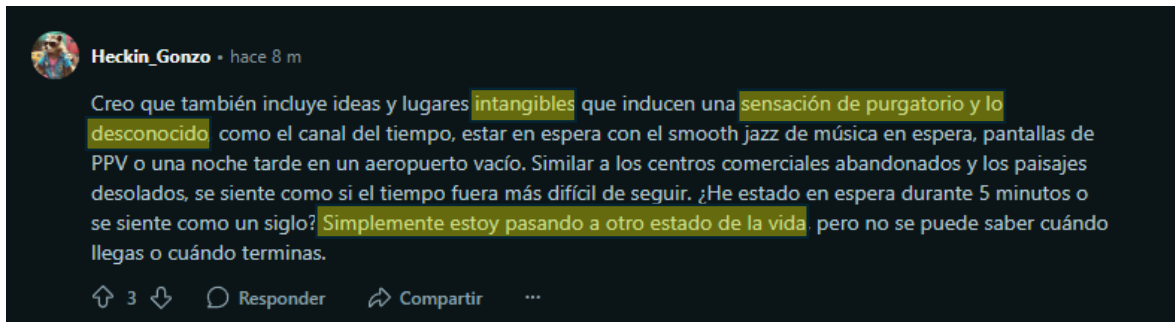 Heckin_Gonzo • hace 8 m
Creo que también incluye ideas y lugares intangibles que inducen una sensación de purgatorio y lo
desconocido, como el canal del tiempo, estar en espera con el smooth jazz de música en espera, pantallas de
PPV o una noche tarde en un aeropuerto vacío. Similar a los centros comerciales abandonados y los paisajes
desolados, se siente como si el tiempo fuera más difícil de seguir. ¿He estado en espera durante 5 minutos o
se siente como un siglo? Simplemente estoy pasando a otro estado de la vida, pero no se puede saber cuándo
llegas o cuándo terminas.
3 Responder Compartir ...